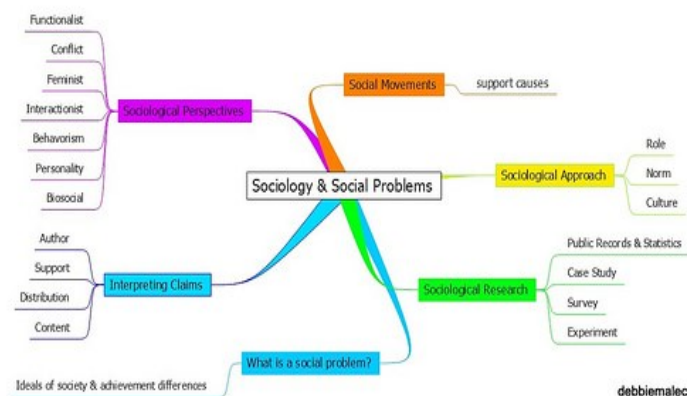 Functionalist
Conflict
Feminist
Interactionist
Behavorism
Personality
Biosocial
Sociological Perspectives
Social Movements
support causes
Sociology & Social Problems
Sociological Approach
Role
Norm
Culture
Author
Support
Distribution
Content
Interpreting Claims
Sociological Research
Public Records & Statistics
Case Study
Survey
Experiment
What is a social problem?
Ideals of society & achievement differences
debbiemalec